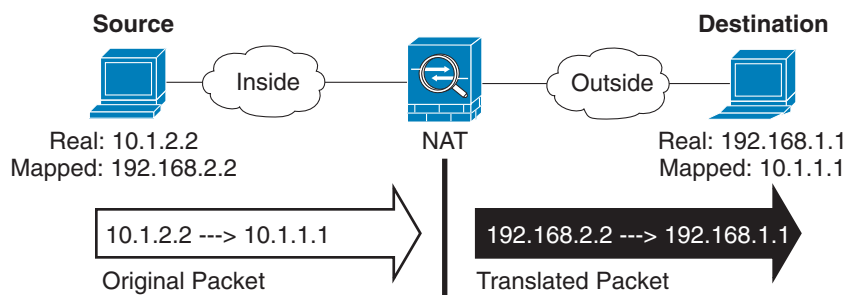 Source
Destination
Inside
Outside
Real: 10.1.2.2
Mapped: 192.168.2.2
NAT
Real: 192.168.1.1
Mapped: 10.1.1.1
10.1.2.2 ---> 10.1.1.1
192.168.2.2 ---> 192.168.1.1
Original Packet
Translated Packet